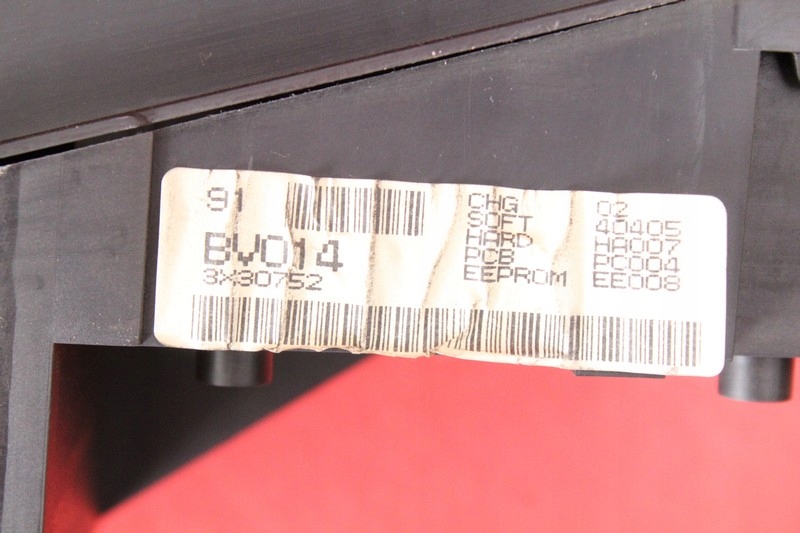 91
BV014
3X30752
CHG 02
SOFT 40405
HARD HA007
PCB PC004
EEPROM EE008